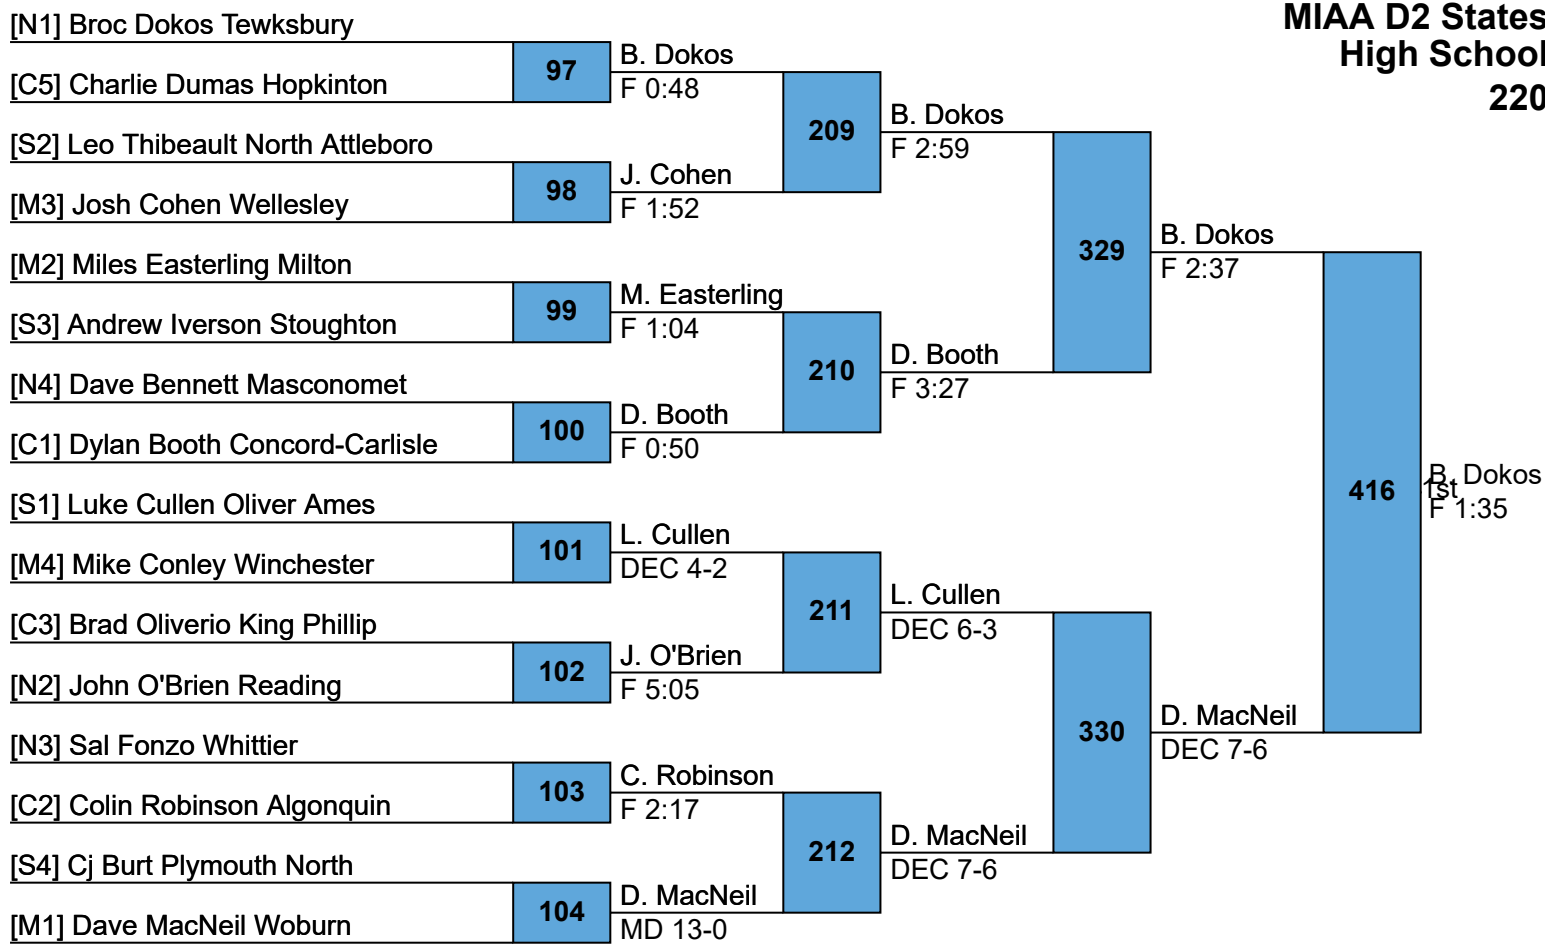 MIAA D2 States
High School
220
[N1] Broc Dokos Tewksbury
97
[C5] Charlie Dumas Hopkinton
B. Dokos
F 0:48
209
[S2] Leo Thibeault North Attleboro
98
[M3] Josh Cohen Wellesley
J. Cohen
F 1:52
B. Dokos
F 2:59
329
[M2] Miles Easterling Milton
99
[S3] Andrew Iverson Stoughton
M. Easterling
F 1:04
210
[N4] Dave Bennett Masconomet
100
[C1] Dylan Booth Concord-Carlisle
D. Booth
F 0:50
D. Booth
F 3:27
B. Dokos
F 2:37
416
B. Dokos
1st
F 1:35
[S1] Luke Cullen Oliver Ames
101
[M4] Mike Conley Winchester
L. Cullen
DEC 4-2
211
[C3] Brad Oliverio King Phillip
102
[N2] John O'Brien Reading
J. O'Brien
F 5:05
L. Cullen
DEC 6-3
330
[N3] Sal Fonzo Whittier
103
[C2] Colin Robinson Algonquin
C. Robinson
F 2:17
212
[S4] Cj Burt Plymouth North
104
[M1] Dave MacNeil Woburn
D. MacNeil
MD 13-0
D. MacNeil
DEC 7-6
D. MacNeil
DEC 7-6